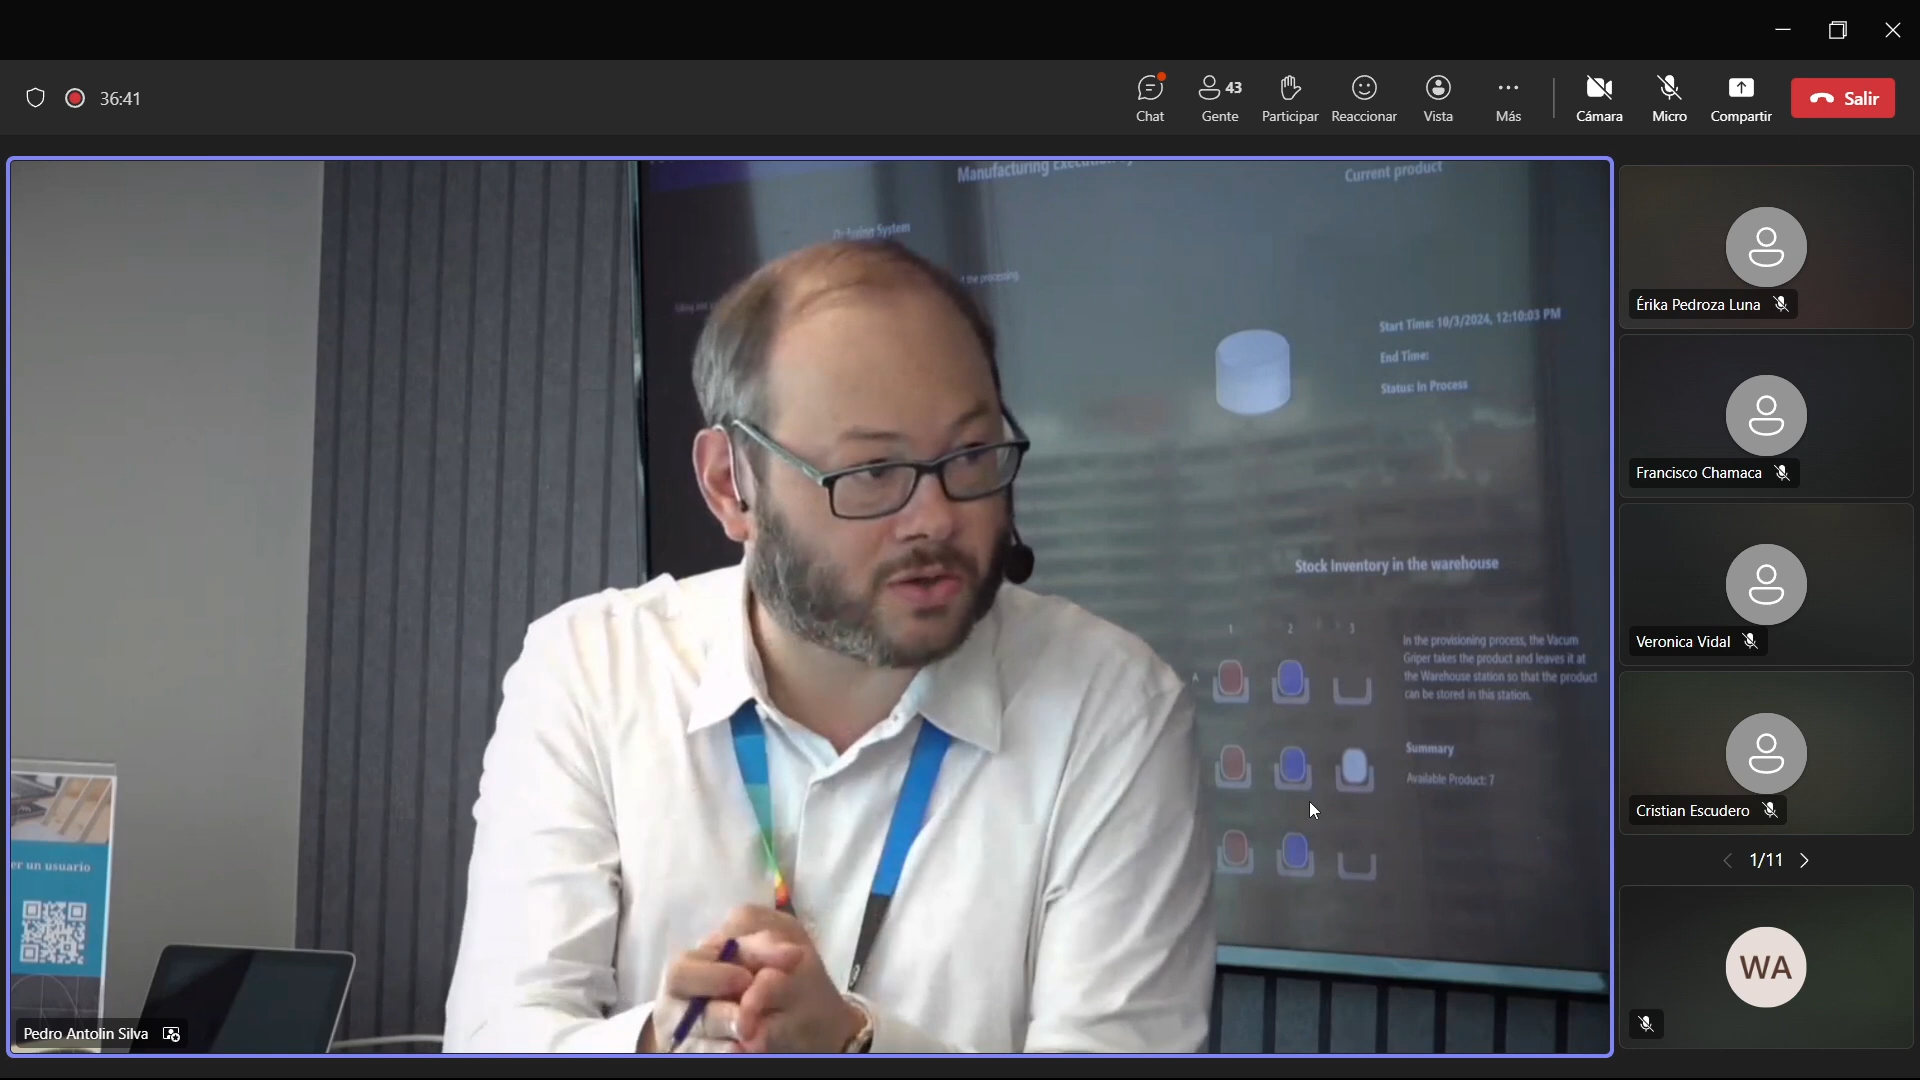 36:41
Chat
43
Gente
Participar
Reaccionar
Vista
Más
Cámara
Micro
Compartir
Salir
Manufacturing
Current product
System
the processing.
Start Time: 10/3/2024, 12:10:03 PM
End Time:
Status: In Process
Stock Inventory in the warehouse
1 2 3
A
In the provisioning process, the Vacum
Griper takes the product and leaves it at
the Warehouse station so that the product
can be stored in this station.
Summary
Available Product: 7
er un usuario
Pedro Antolin Silva
Érika Pedroza Luna
Francisco Chamaca
Veronica Vidal
Cristian Escudero
1/11
WA